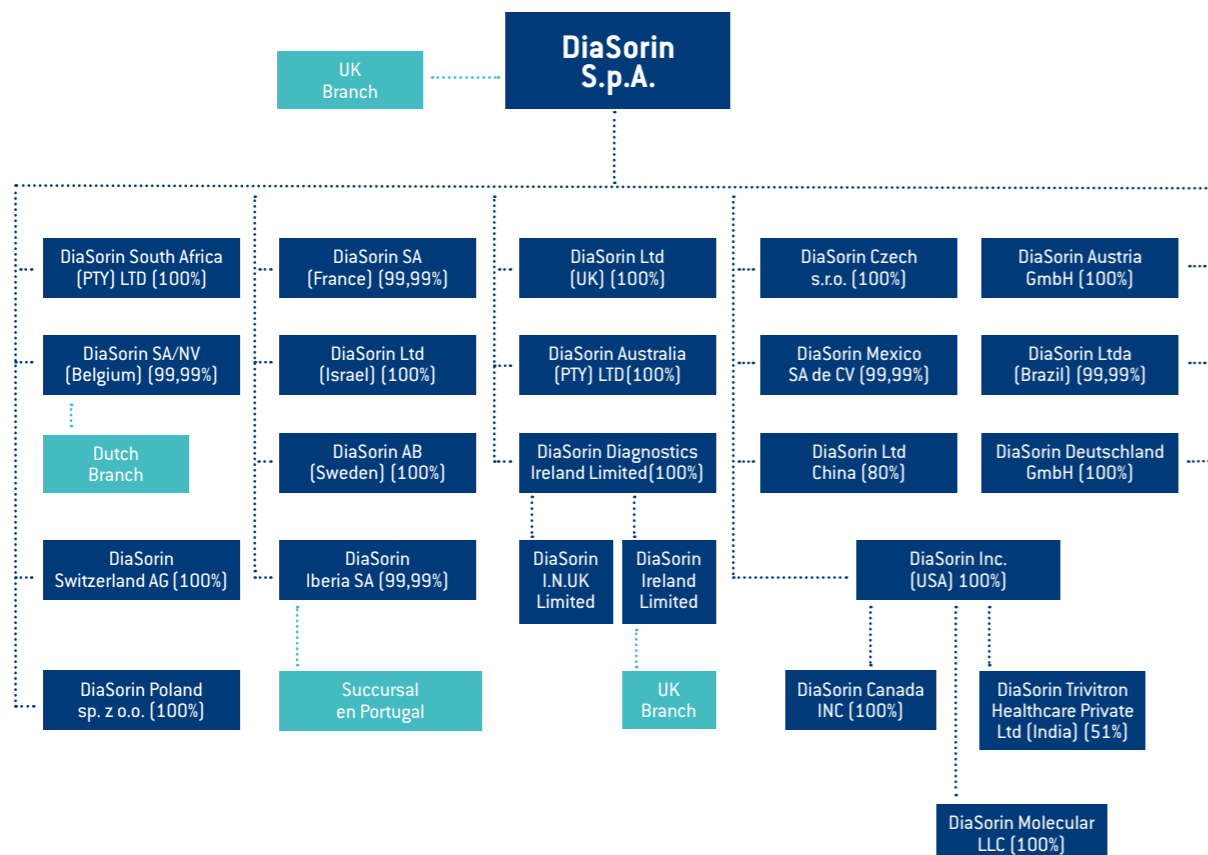 DiaSorin
S.p.A.
UK
Branch
DiaSorin South Africa
(PTY) LTD (100%)
DiaSorin SA
(France) (99,99%)
DiaSorin Ltd
(UK) (100%)
DiaSorin Czech
s.r.o. (100%)
DiaSorin Austria
GmbH (100%)
DiaSorin SA/NV
(Belgium) (99,99%)
DiaSorin Ltd
(Israel) (100%)
DiaSorin Australia
(PTY) LTD(100%)
DiaSorin Mexico
SA de CV (99,99%)
DiaSorin Ltda
(Brazil) (99,99%)
Dutch
Branch
DiaSorin AB
(Sweden) (100%)
DiaSorin Diagnostics
Ireland Limited(100%)
DiaSorin Ltd
China (80%)
DiaSorin Deutschland
GmbH (100%)
DiaSorin
Switzerland AG (100%)
DiaSorin
Iberia SA (99,99%)
DiaSorin
I.N.UK
Limited
DiaSorin
Ireland
Limited
DiaSorin Inc.
(USA) 100%)
DiaSorin Poland
sp. z o.o. (100%)
Succursal
en Portugal
UK
Branch
DiaSorin Canada
INC (100%)
DiaSorin Trivitron
Healthcare Private
Ltd (India) (51%)
DiaSorin Molecular
LLC (100%)